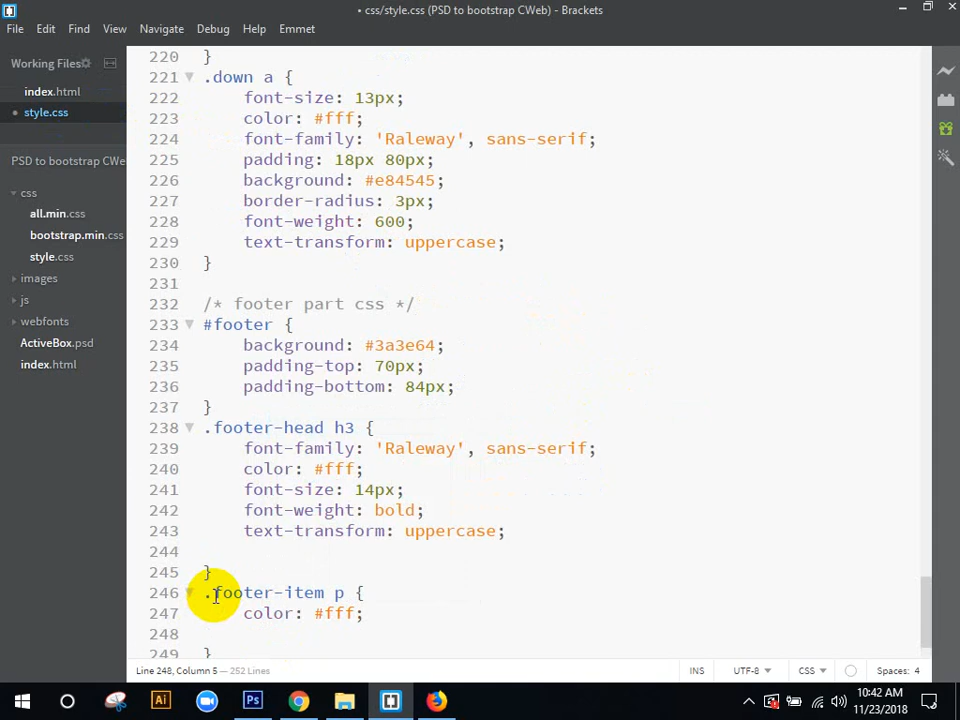 • css/style.css (PSD to bootstrap CWeb) - Brackets
File Edit Find View Navigate Debug Help Emmet
Working Files
index.html
• style.css
PSD to bootstrap CWe
css
all.min.css
bootstrap.min.css
style.css
images
js
webfonts
ActiveBox.psd
index.html
220 }
221 .down a {
222 font-size: 13px;
223 color: #fff;
224 font-family: 'Raleway', sans-serif;
225 padding: 18px 80px;
226 background: #e84545;
227 border-radius: 3px;
228 font-weight: 600;
229 text-transform: uppercase;
230 }
231
232 /* footer part css */
233 #footer {
234 background: #3a3e64;
235 padding-top: 70px;
236 padding-bottom: 84px;
237 }
238 .footer-head h3 {
239 font-family: 'Raleway', sans-serif;
240 color: #fff;
241 font-size: 14px;
242 font-weight: bold;
243 text-transform: uppercase;
244
245 }
246 .footer-item p {
247 color: #fff;
248
249 }
Line 248, Column 5 — 252 Lines
INS UTF-8 CSS Spaces: 4
Ai Ps
10:42 AM
11/23/2018